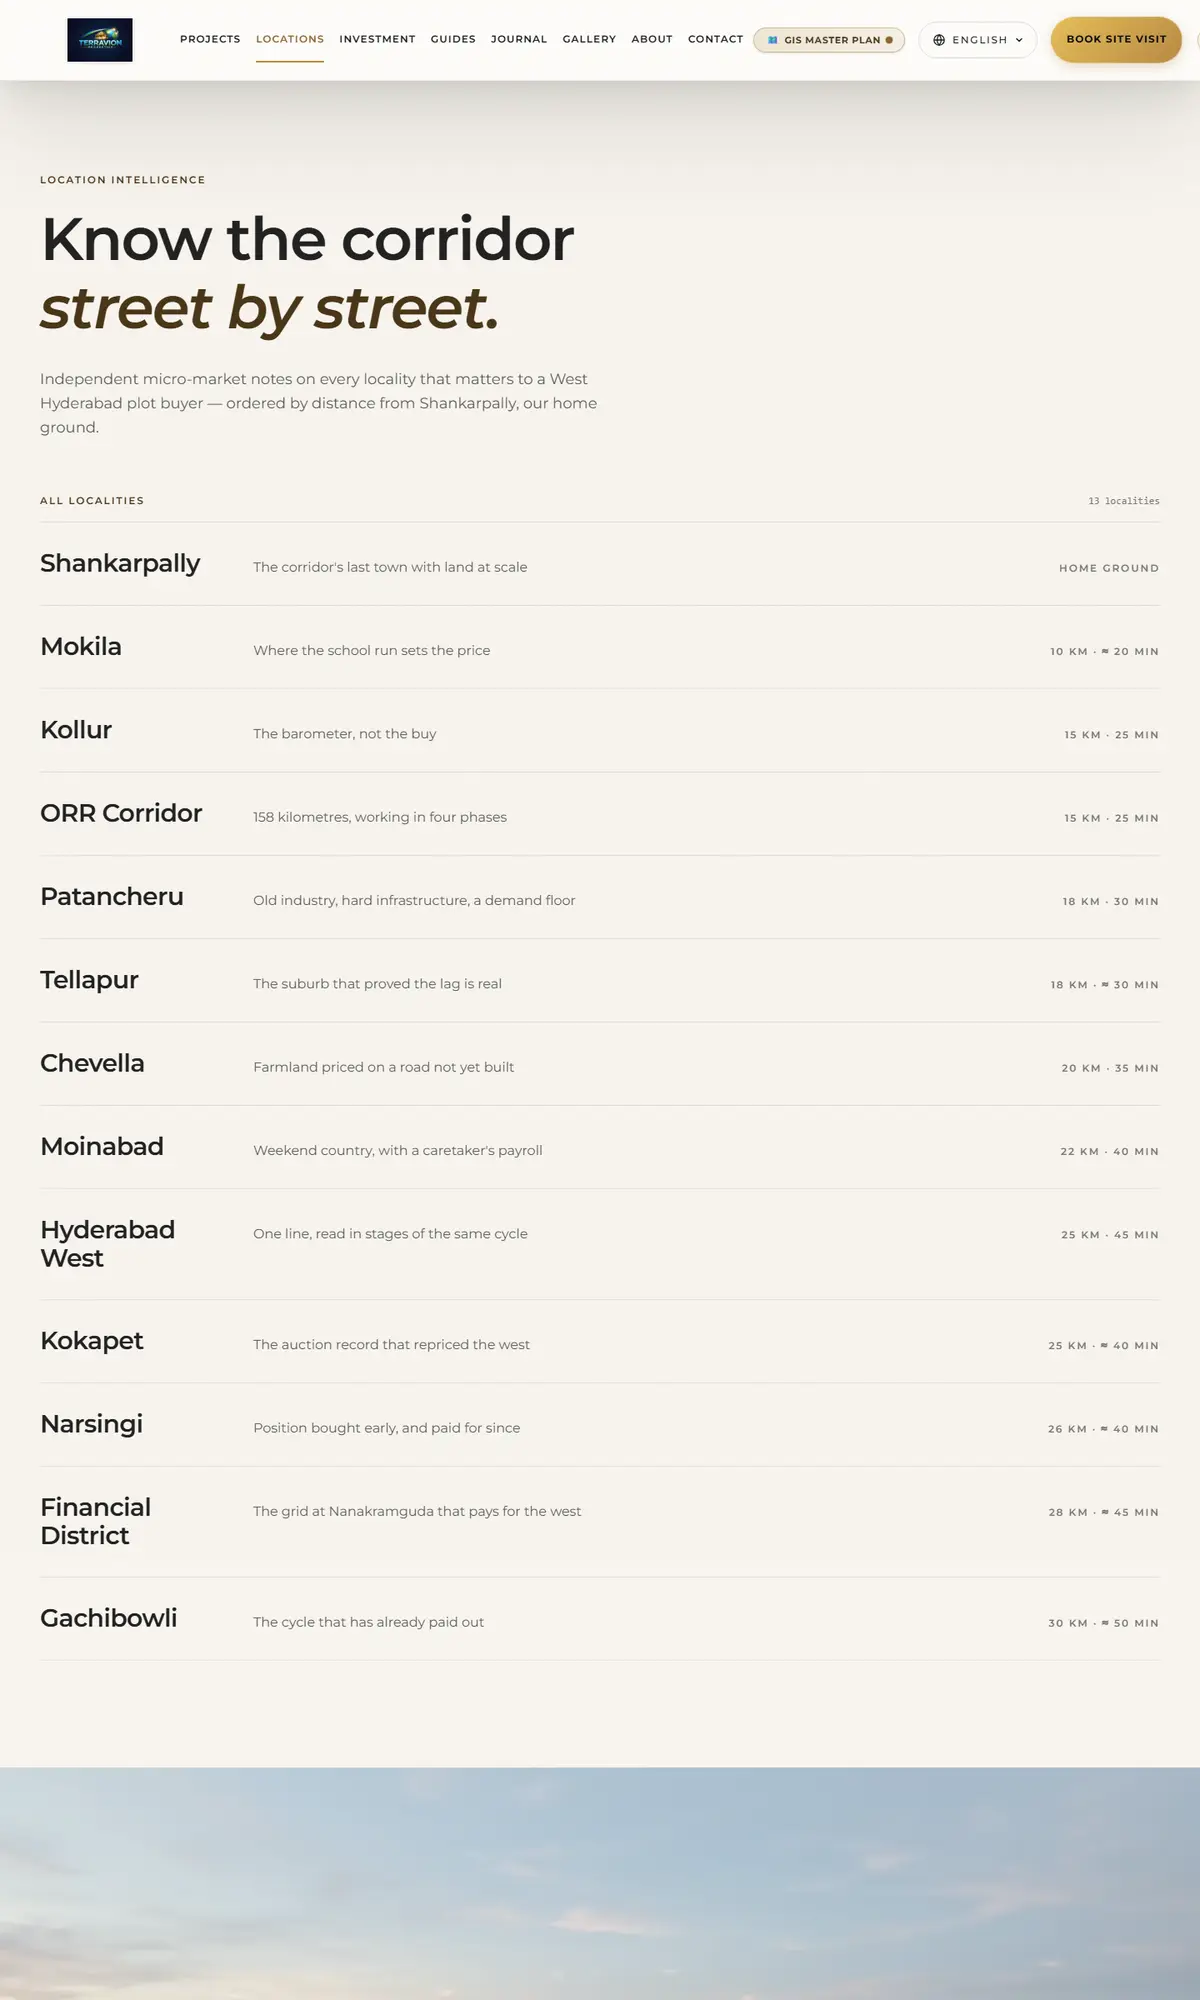 TERRAVION
PROJECTS LOCATIONS INVESTMENT GUIDES JOURNAL GALLERY ABOUT CONTACT GIS MASTER PLAN ENGLISH BOOK SITE VISIT
LOCATION INTELLIGENCE
Know the corridor
street by street.
Independent micro-market notes on every locality that matters to a West
Hyderabad plot buyer — ordered by distance from Shankarpally, our home
ground.
ALL LOCALITIES 13 localities
Shankarpally The corridor's last town with land at scale HOME GROUND
Mokila Where the school run sets the price 10 KM · ≈ 20 MIN
Kollur The barometer, not the buy 15 KM · 25 MIN
ORR Corridor 158 kilometres, working in four phases 15 KM · 25 MIN
Patancheru Old industry, hard infrastructure, a demand floor 18 KM · 30 MIN
Tellapur The suburb that proved the lag is real 18 KM · ≈ 30 MIN
Chevella Farmland priced on a road not yet built 20 KM · 35 MIN
Moinabad Weekend country, with a caretaker's payroll 22 KM · 40 MIN
Hyderabad One line, read in stages of the same cycle 25 KM · 45 MIN
West
Kokapet The auction record that repriced the west 25 KM · ≈ 40 MIN
Narsingi Position bought early, and paid for since 26 KM · ≈ 40 MIN
Financial The grid at Nanakramguda that pays for the west 28 KM · ≈ 45 MIN
District
Gachibowli The cycle that has already paid out 30 KM · ≈ 50 MIN